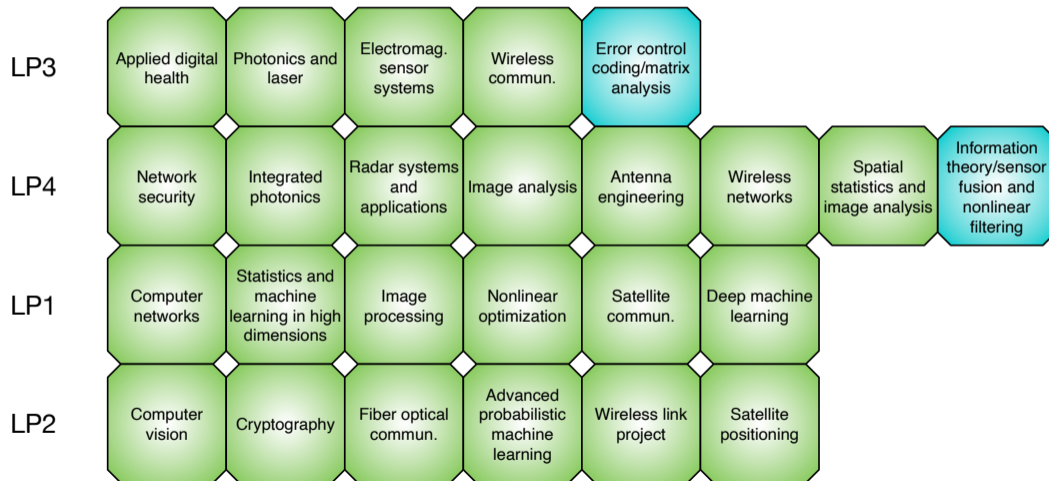 LP3
Applied digital
health
Photonics and
laser
Electromag.
sensor
systems
Wireless
commun.
Error control
coding/matrix
analysis
LP4
Network
security
Integrated
photonics
Radar systems
and
applications
Image analysis
Antenna
engineering
Wireless
networks
Spatial
statistics and
image analysis
Information
theory/sensor
fusion and
nonlinear
filtering
LP1
Computer
networks
Statistics and
machine
learning in high
dimensions
Image
processing
Nonlinear
optimization
Satellite
commun.
Deep machine
learning
LP2
Computer
vision
Cryptography
Fiber optical
commun.
Advanced
probabilistic
machine
learning
Wireless link
project
Satellite
positioning